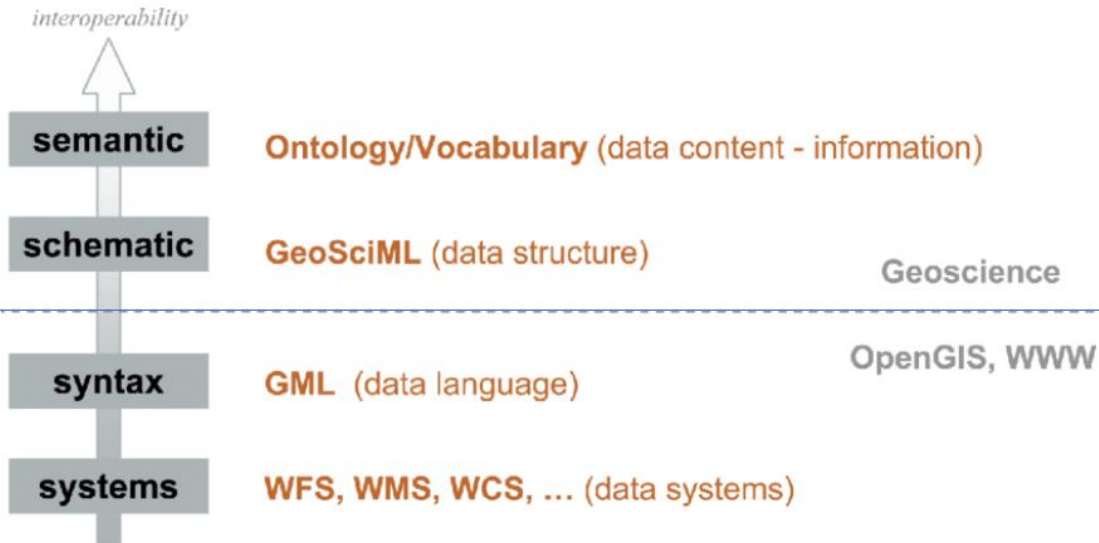 interoperability
semantic
Ontology/Vocabulary (data content - information)
schematic
GeoSciML (data structure)
Geoscience
OpenGIS, WWW
syntax
GML (data language)
systems
WFS, WMS, WCS, ... (data systems)